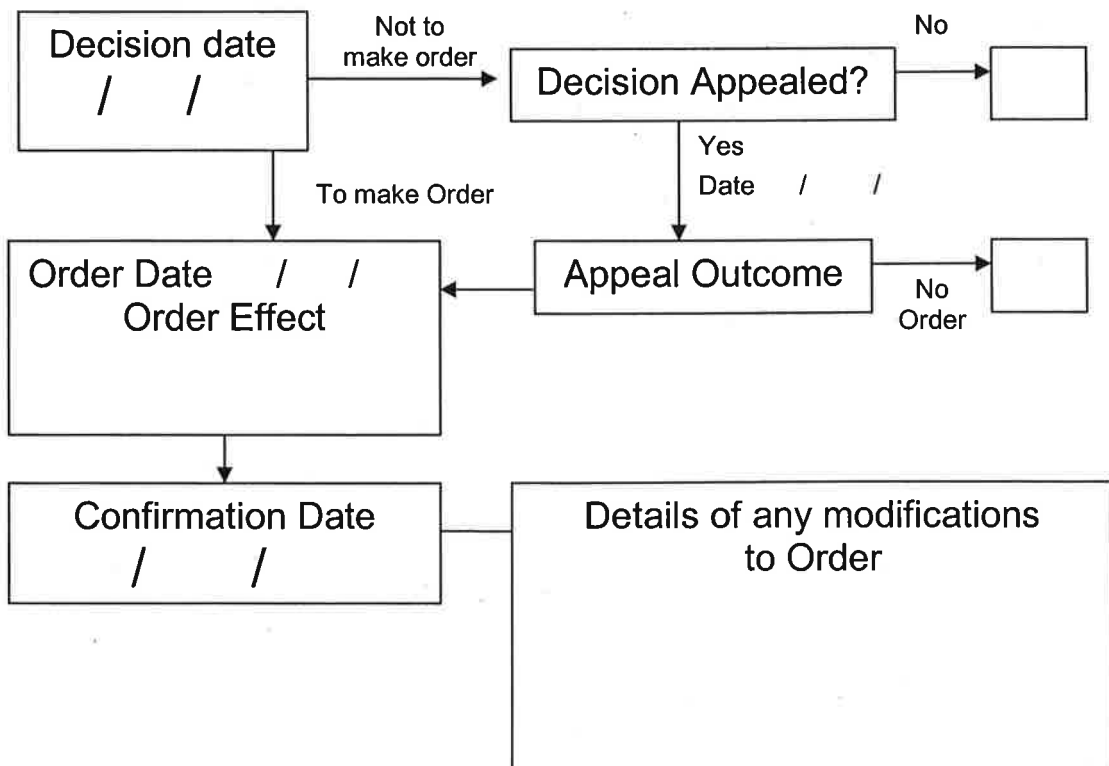 Decision date
/ /
Not to
make order
Decision Appealed?
No
Yes
Date / /
To make Order
Order Date / /
Order Effect
Appeal Outcome
No
Order
Confirmation Date
/ /
Details of any modifications
to Order